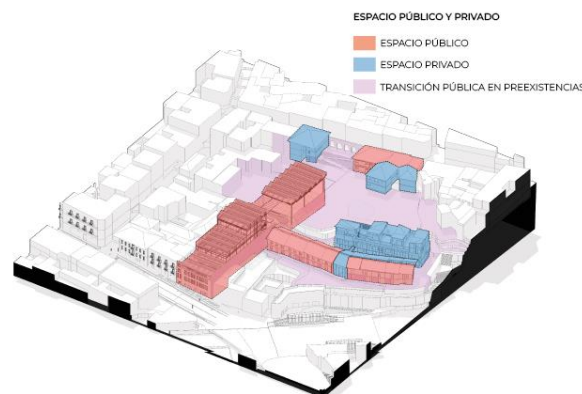 ESPACIO PÚBLICO Y PRIVADO
ESPACIO PÚBLICO
ESPACIO PRIVADO
TRANSICIÓN PÚBLICA EN PREEXISTENCIAS